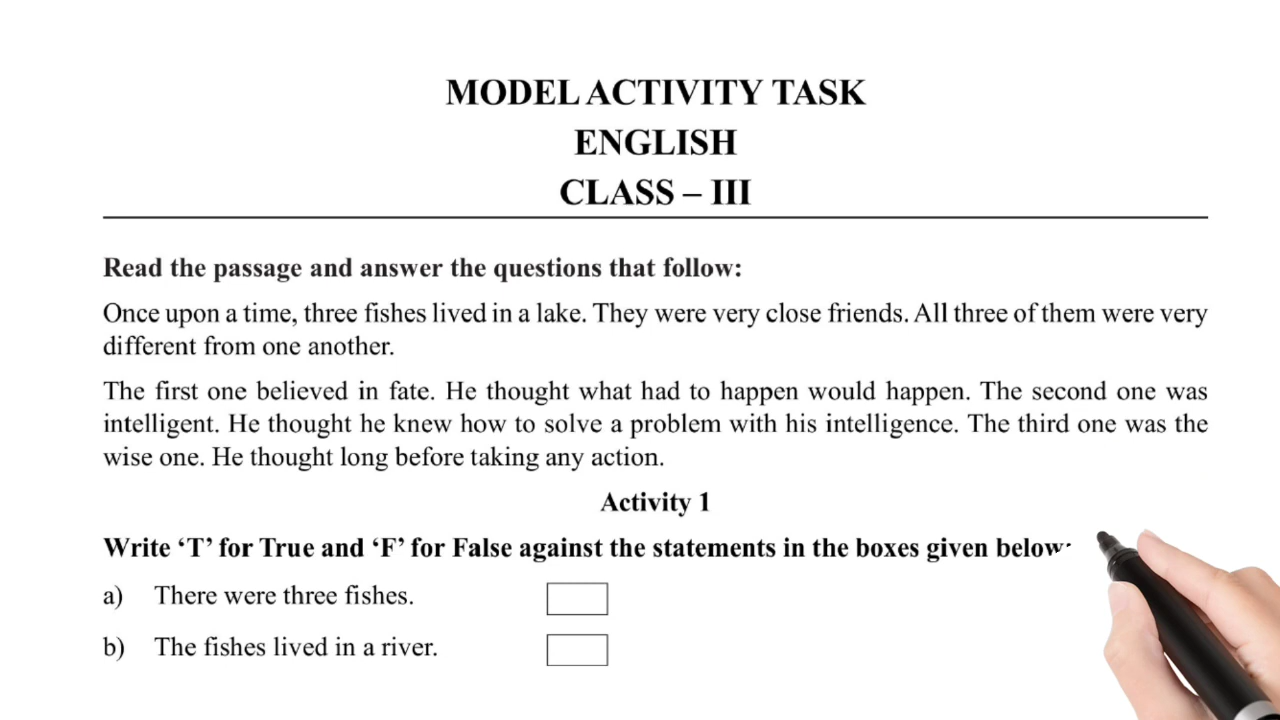 MODEL ACTIVITY TASK
ENGLISH
CLASS – III
Read the passage and answer the questions that follow:
Once upon a time, three fishes lived in a lake. They were very close friends. All three of them were very
different from one another.
The first one believed in fate. He thought what had to happen would happen. The second one was
intelligent. He thought he knew how to solve a problem with his intelligence. The third one was the
wise one. He thought long before taking any action.
Activity 1
Write ‘T’ for True and ‘F’ for False against the statements in the boxes given below:
a) There were three fishes.
b) The fishes lived in a river.